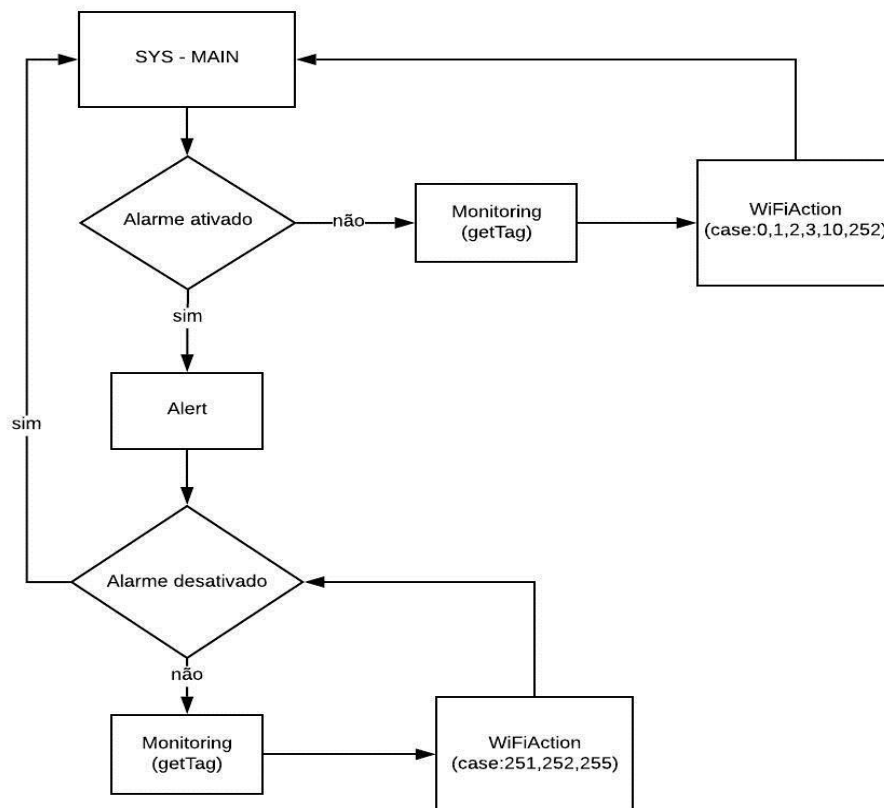 SYS - MAIN
Alarme ativado
não
Monitoring
(getTag)
WiFiAction
(case:0,1,2,3,10,252)
sim
Alert
sim
Alarme desativado
não
Monitoring
(getTag)
WiFiAction
(case:251,252,255)